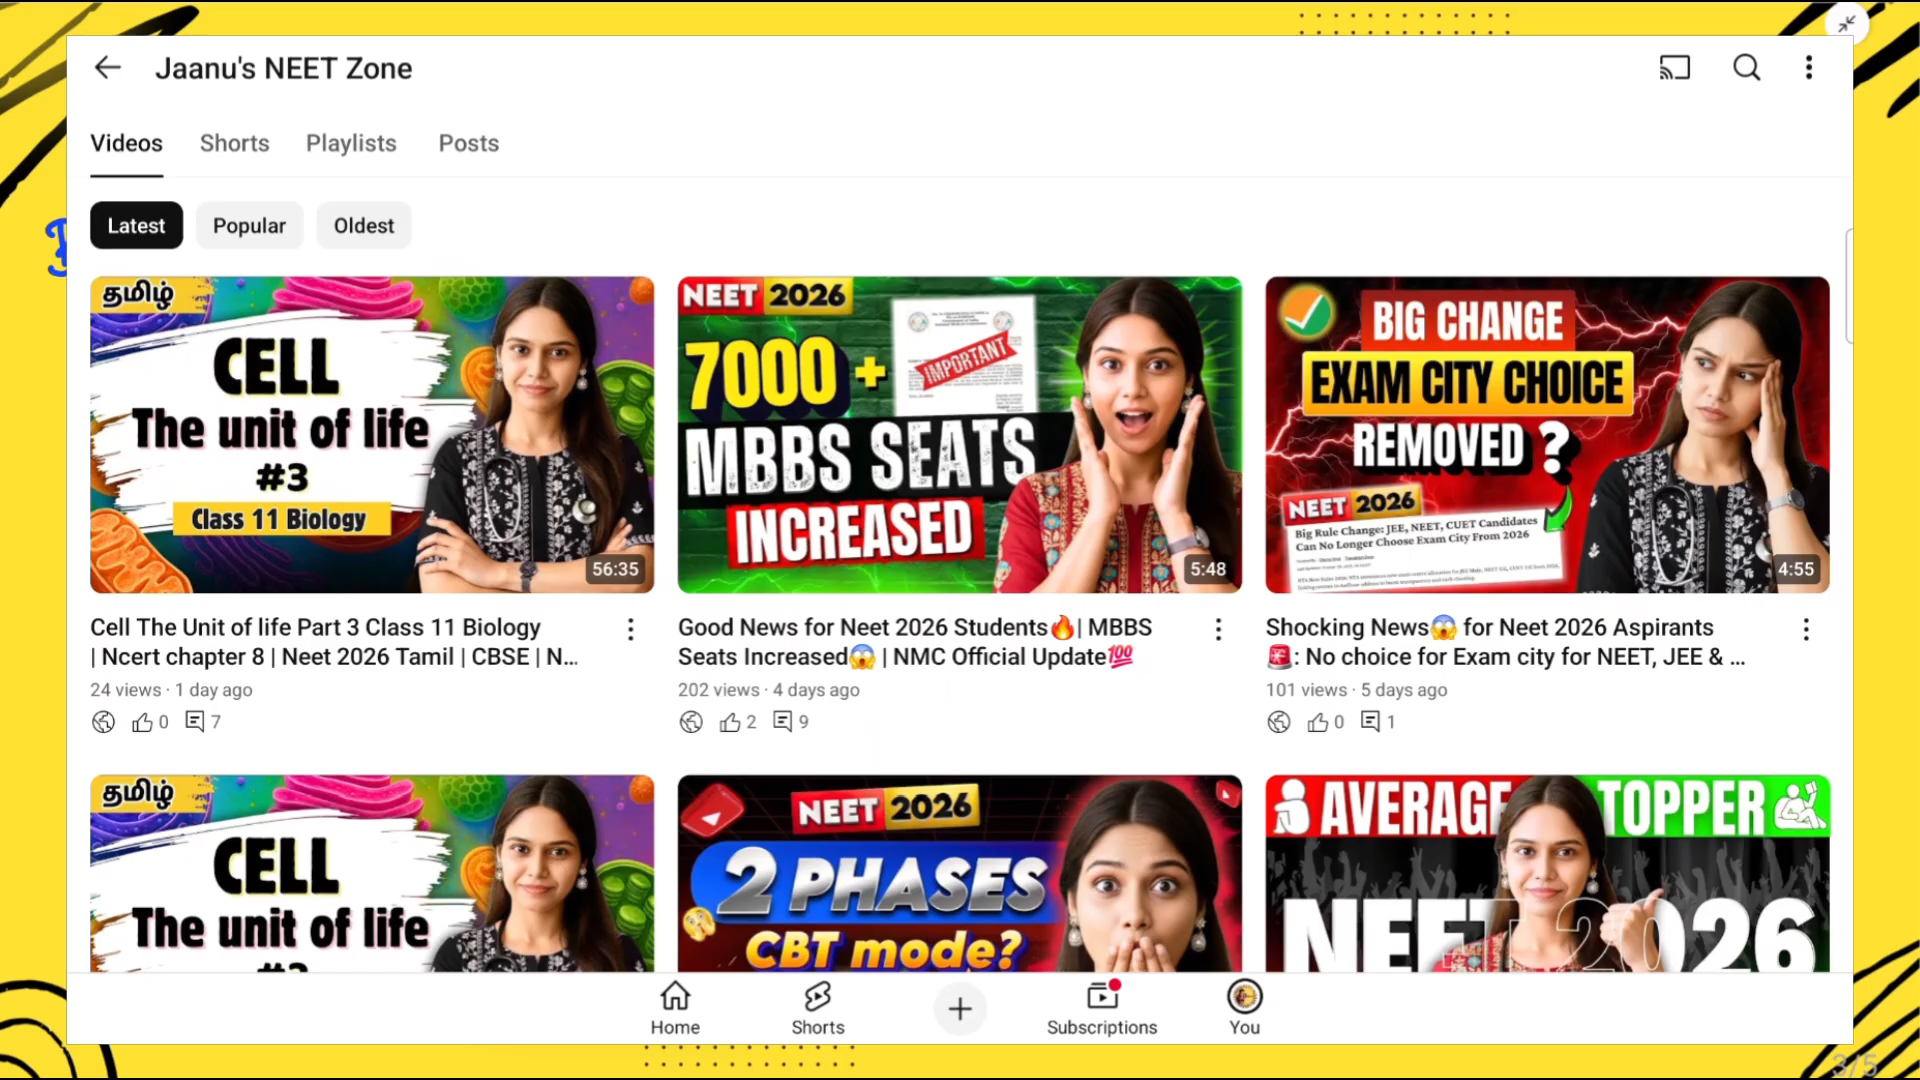 Jaanu's NEET Zone
Videos
Shorts
Playlists
Posts
Latest
Popular
Oldest
தமிழ்
CELL
The unit of life
#3
Class 11 Biology
56:35
NEET 2026
IMPORTANT
7000 +
MBBS SEATS
INCREASED
5:48
BIG CHANGE
EXAM CITY CHOICE
REMOVED ?
NEET 2026
Big Rule Change: JEE, NEET, CUET Candidates
Can No Longer Choose Exam City From 2026
4:55
Cell The Unit of life Part 3 Class 11 Biology
| Ncert chapter 8 | Neet 2026 Tamil | CBSE | N...
24 views · 1 day ago
0
7
Good News for Neet 2026 Students🔥| MBBS
Seats Increased😱 | NMC Official Update💯
202 views · 4 days ago
2
9
Shocking News😱 for Neet 2026 Aspirants
🚨: No choice for Exam city for NEET, JEE & ...
101 views · 5 days ago
0
1
தமிழ்
CELL
The unit of life
NEET 2026
2 PHASES
CBT mode?
AVERAGE
TOPPER
NEET 2026
Home
Shorts
Subscriptions
You
3/5